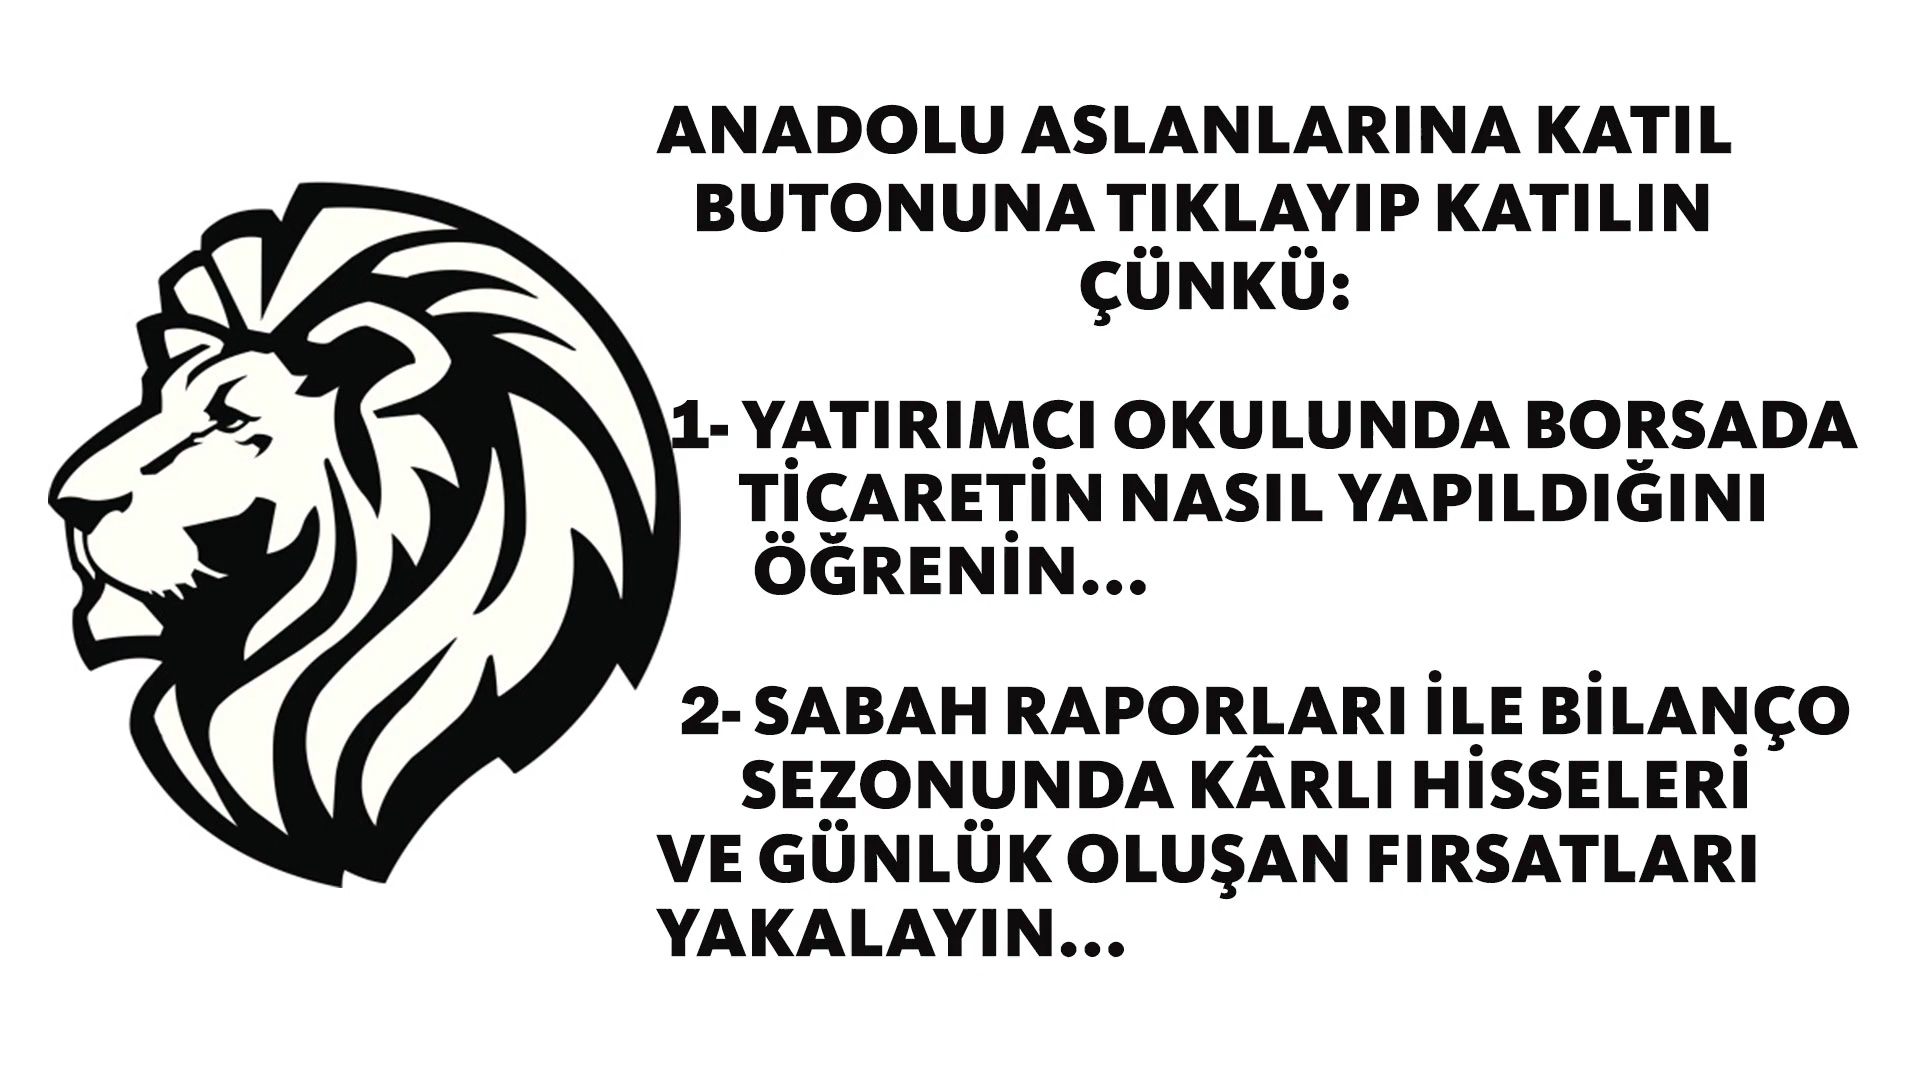 ANADOLU ASLANLARINA KATIL
BUTONUNA TIKLAYIP KATILIN
ÇÜNKÜ:
1- YATIRIMCI OKULUNDA BORSADA
TİCARETİN NASIL YAPILDIĞINI
ÖĞRENİN...
2- SABAH RAPORLARI İLE BİLANÇO
SEZONUNDA KÂRLI HİSSELERİ
VE GÜNLÜK OLUŞAN FIRSATLARI
YAKALAYIN...